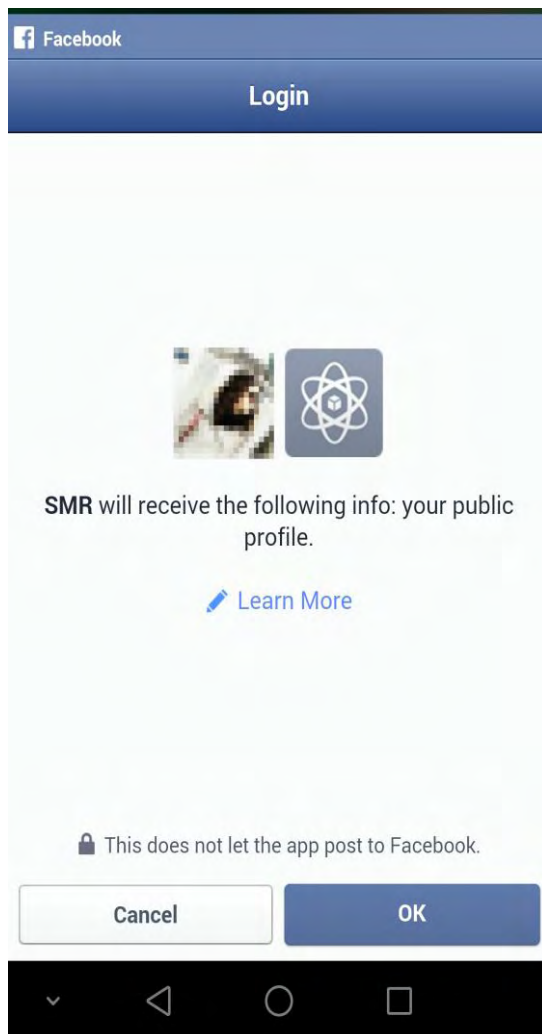 Facebook
Login
SMR will receive the following info: your public
profile.
Learn More
This does not let the app post to Facebook.
Cancel
OK